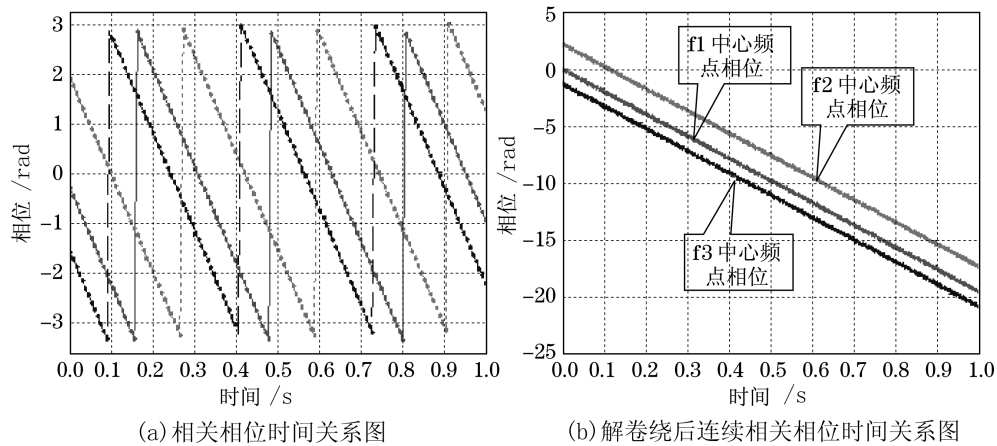 3
2
1
0
−1
−2
−3
相位 /rad
0.0 0.1 0.2 0.3 0.4 0.5 0.6 0.7 0.8 0.9 1.0
时间 /s
(a)相关相位时间关系图
5
0
−5
−10
−15
−20
−25
相位 /rad
f1 中心频
点相位
f2 中心频
点相位
f3 中心频
点相位
0.0 0.1 0.2 0.3 0.4 0.5 0.6 0.7 0.8 0.9 1.0
时间 /s
(b)解卷绕后连续相关相位时间关系图